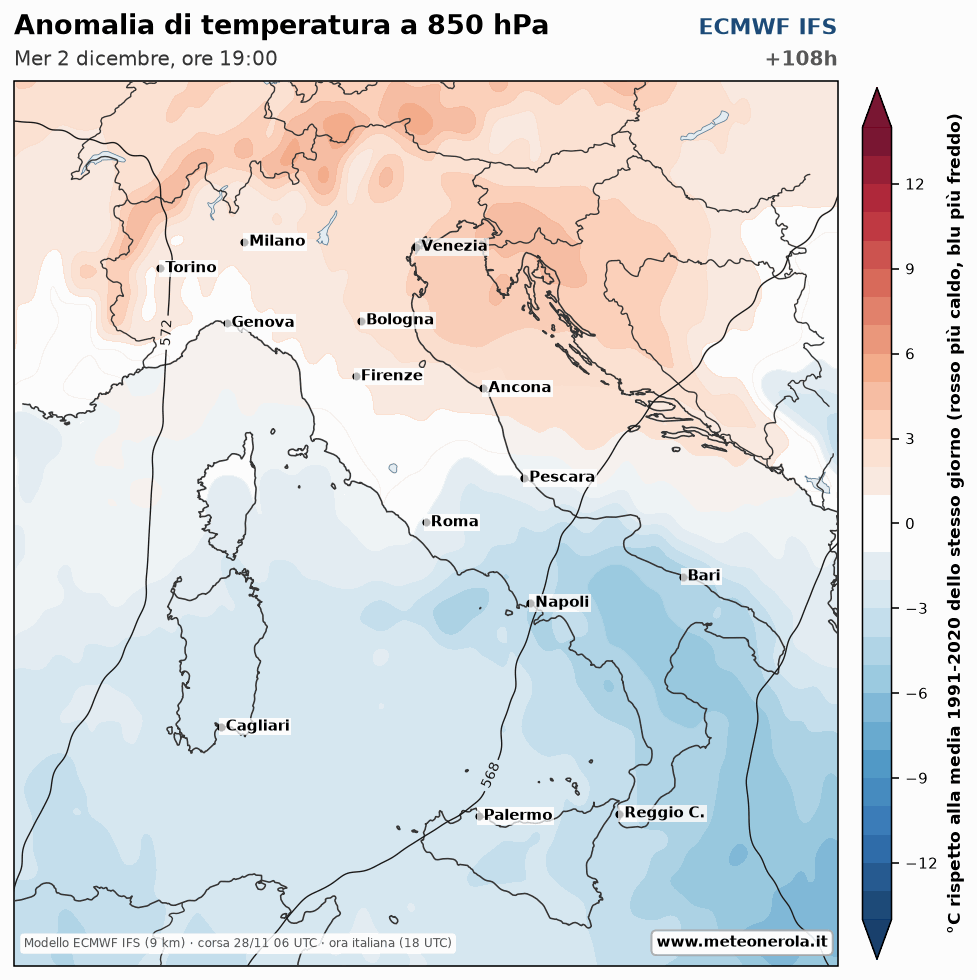 Anomalia di temperatura a 850 hPa
ECMWF IFS
Mer 2 dicembre, ore 19:00
+108h
Milano
Venezia
Torino
Genova
Bologna
572
Firenze
Ancona
Pescara
Roma
Bari
Napoli
Cagliari
568
Palermo
Reggio C.
12
9
6
3
0
−3
−6
−9
−12
°C rispetto alla media 1991-2020 dello stesso giorno (rosso più caldo, blu più freddo)
Modello ECMWF IFS (9 km) · corsa 28/11 06 UTC · ora italiana (18 UTC)
www.meteonerola.it